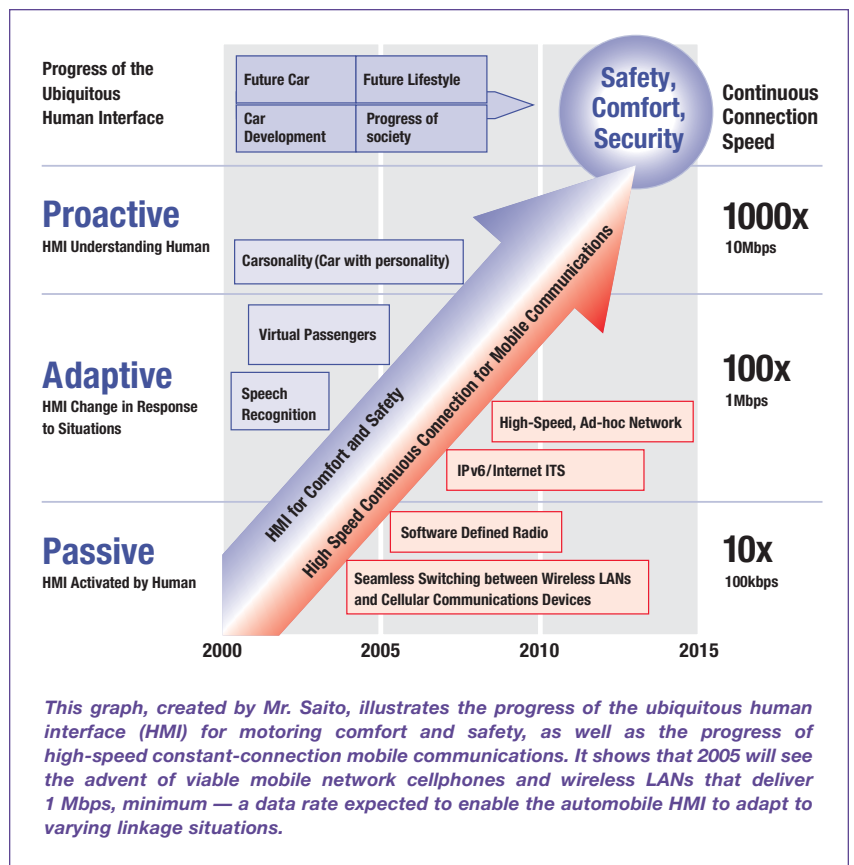 Progress of the
Ubiquitous
Human Interface
Future Car
Future Lifestyle
Car
Development
Progress of
society
Safety,
Comfort,
Security
Continuous
Connection
Speed
Proactive
HMI Understanding Human
Carsonality (Car with personality)
1000x
10Mbps
Virtual Passengers
Adaptive
HMI Change in Response
to Situations
Speech
Recognition
100x
1Mbps
HMI for Comfort and Safety
High Speed Continuous Connection for Mobile Communications
High-Speed, Ad-hoc Network
IPv6/Internet ITS
Passive
HMI Activated by Human
Software Defined Radio
Seamless Switching between Wireless LANs
and Cellular Communications Devices
10x
100kbps
2000 2005 2010 2015
This graph, created by Mr. Saito, illustrates the progress of the ubiquitous human
interface (HMI) for motoring comfort and safety, as well as the progress of
high-speed constant-connection mobile communications. It shows that 2005 will see
the advent of viable mobile network cellphones and wireless LANs that deliver
1 Mbps, minimum — a data rate expected to enable the automobile HMI to adapt to
varying linkage situations.